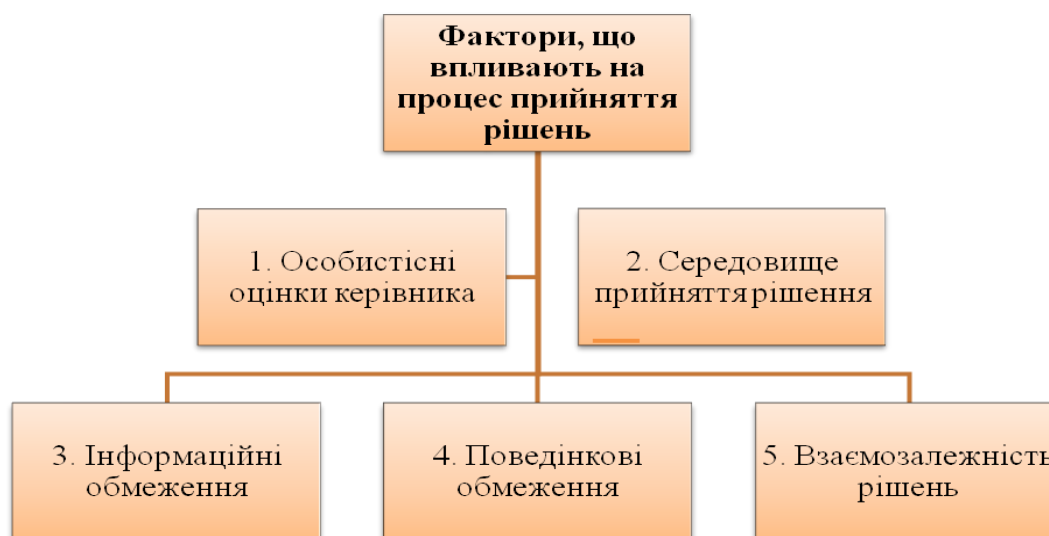 Фактори, що
впливають на
процес прийняття
рішень
1. Особистісні
оцінки керівника
2. Середовище
прийняття рішення
3. Інформаційні
обмеження
4. Поведінкові
обмеження
5. Взаємозалежність
рішень